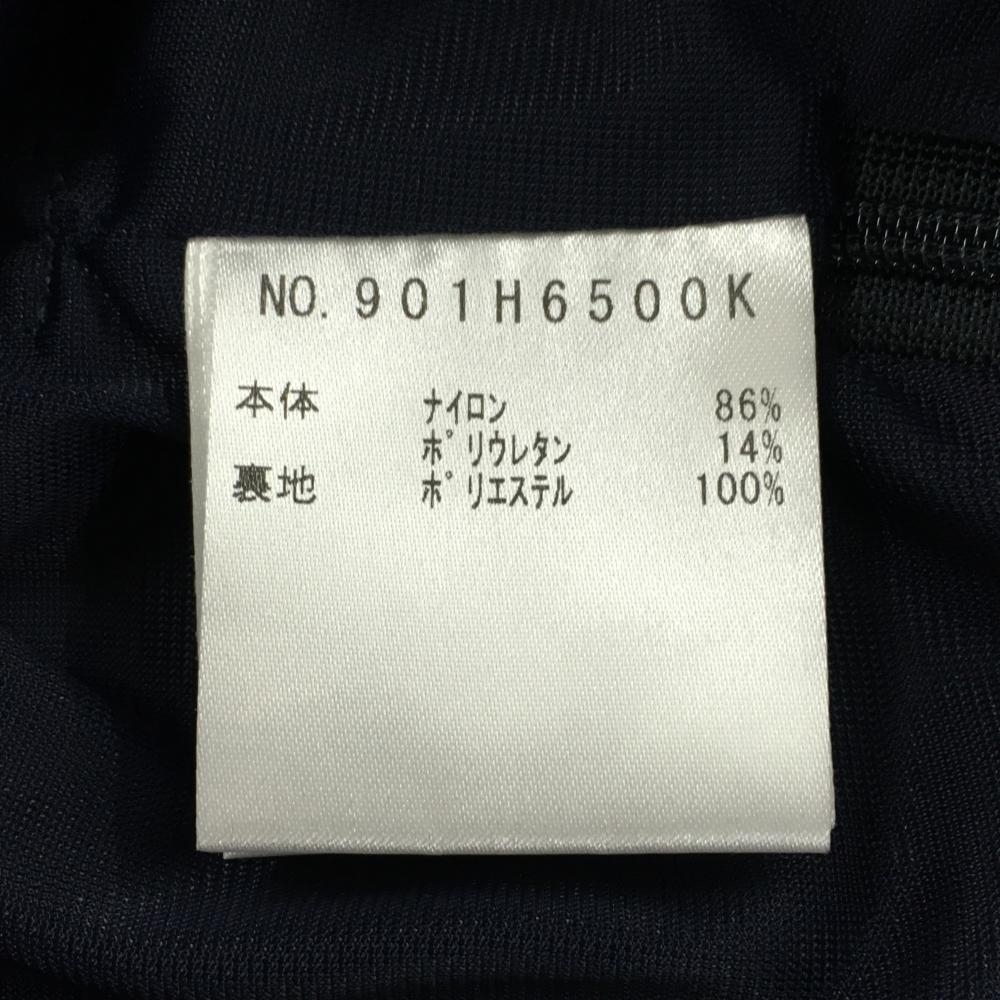 NO. 901H6500K
本体 ナイロン 86%
ポリウレタン 14%
裏地 ポリエステル 100%